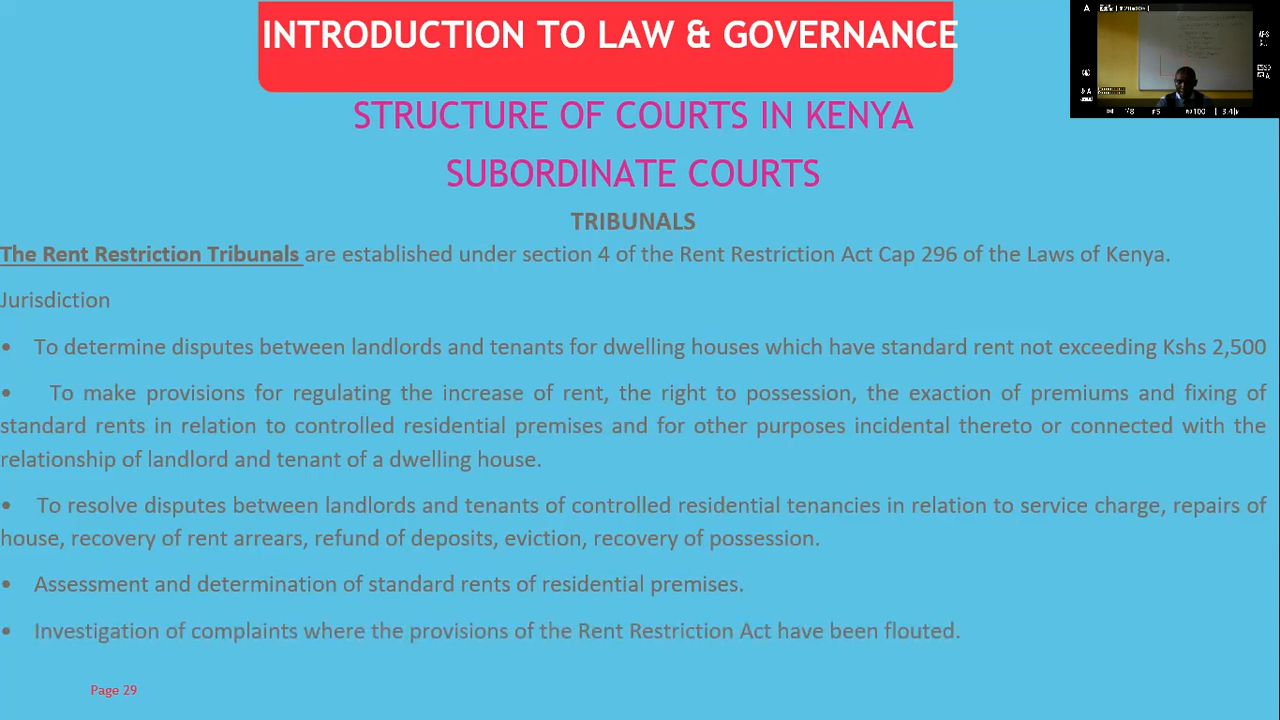 INTRODUCTION TO LAW & GOVERNANCE
STRUCTURE OF COURTS IN KENYA
SUBORDINATE COURTS
TRIBUNALS
The Rent Restriction Tribunals are established under section 4 of the Rent Restriction Act Cap 296 of the Laws of Kenya.
Jurisdiction
• To determine disputes between landlords and tenants for dwelling houses which have standard rent not exceeding Kshs 2,500
• To make provisions for regulating the increase of rent, the right to possession, the exaction of premiums and fixing of
standard rents in relation to controlled residential premises and for other purposes incidental thereto or connected with the
relationship of landlord and tenant of a dwelling house.
• To resolve disputes between landlords and tenants of controlled residential tenancies in relation to service charge, repairs of
house, recovery of rent arrears, refund of deposits, eviction, recovery of possession.
• Assessment and determination of standard rents of residential premises.
• Investigation of complaints where the provisions of the Rent Restriction Act have been flouted.
Page 29